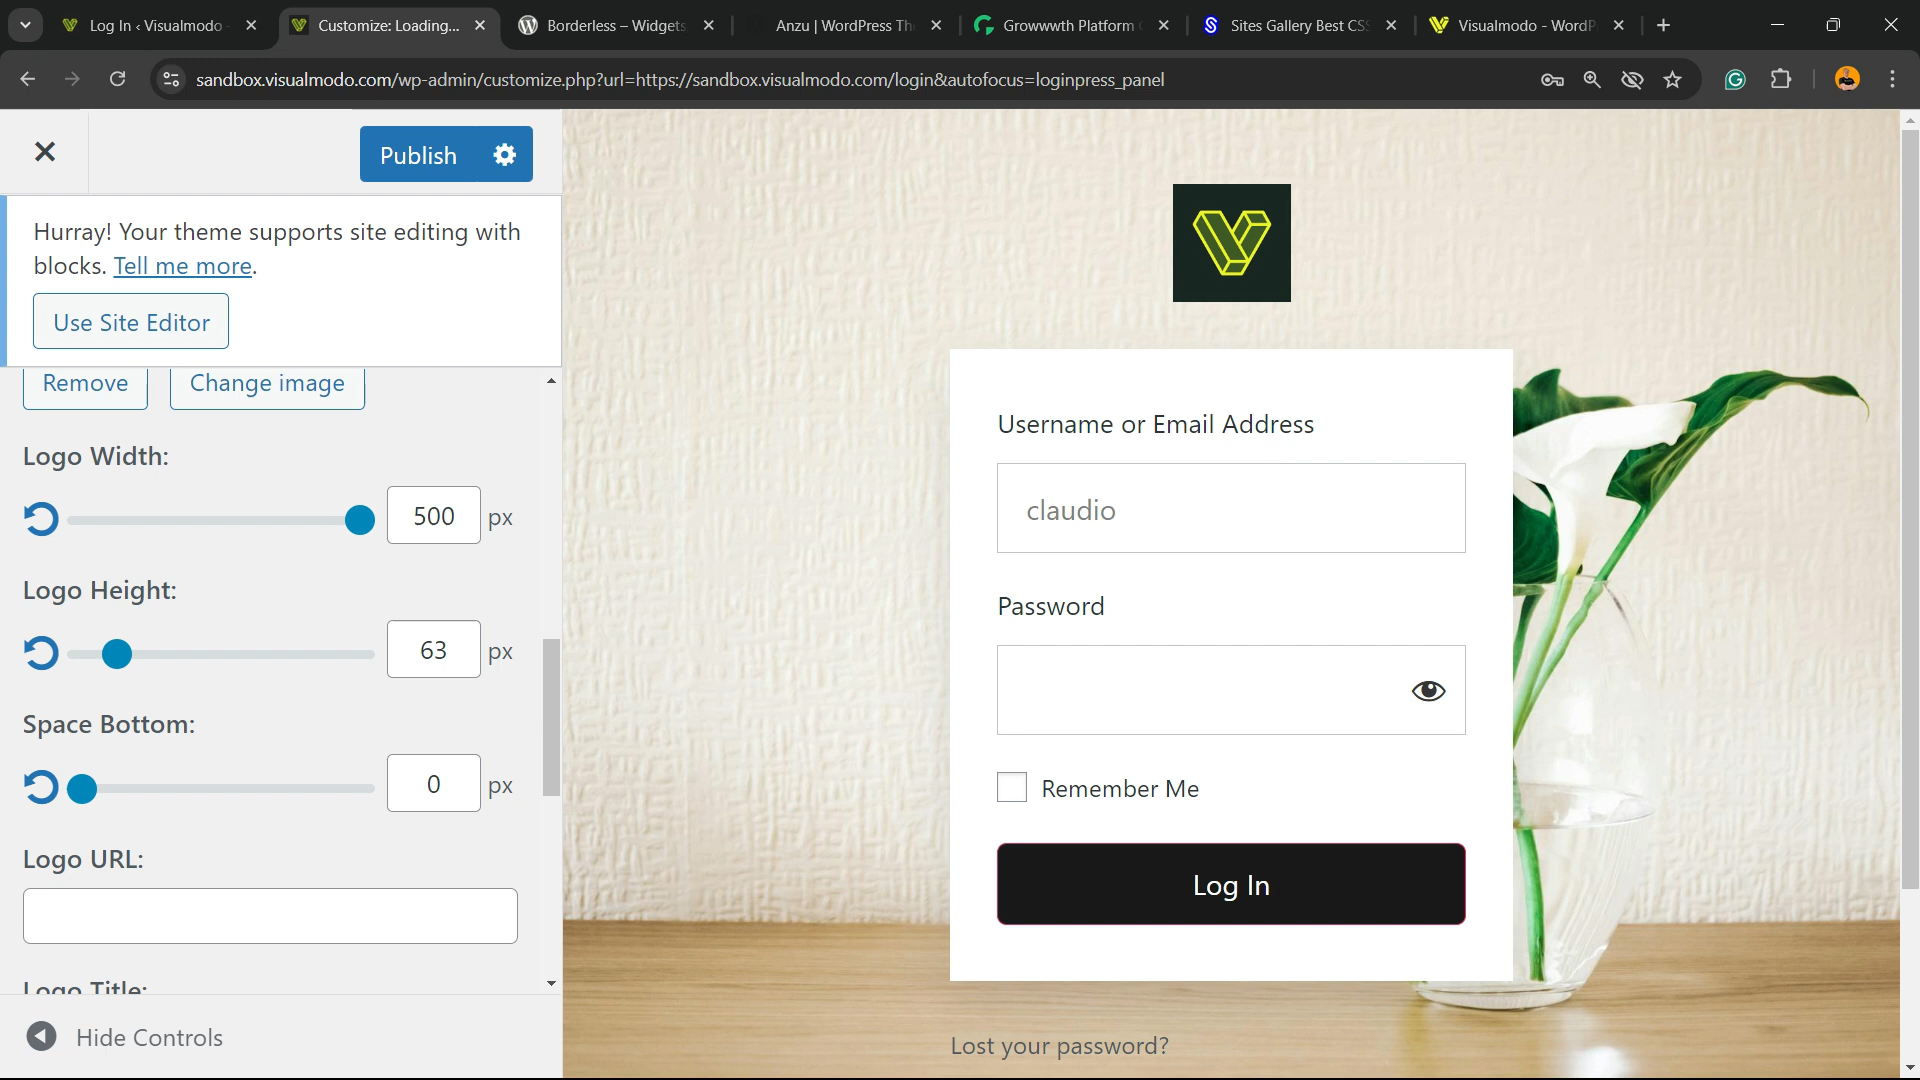 Log In ‹ Visualmodo
Customize: Loading...
Borderless – Widgets
Anzu | WordPress Th
Growwwth Platform
Sites Gallery Best CSS
Visualmodo - WordP
sandbox.visualmodo.com/wp-admin/customize.php?url=https://sandbox.visualmodo.com/login&autofocus=loginpress_panel
Publish
Hurray! Your theme supports site editing with
blocks. Tell me more.
Use Site Editor
Remove Change image
Logo Width:
500 px
Logo Height:
63 px
Space Bottom:
0 px
Logo URL:
Logo Title:
Hide Controls
Username or Email Address
claudio
Password
Remember Me
Log In
Lost your password?